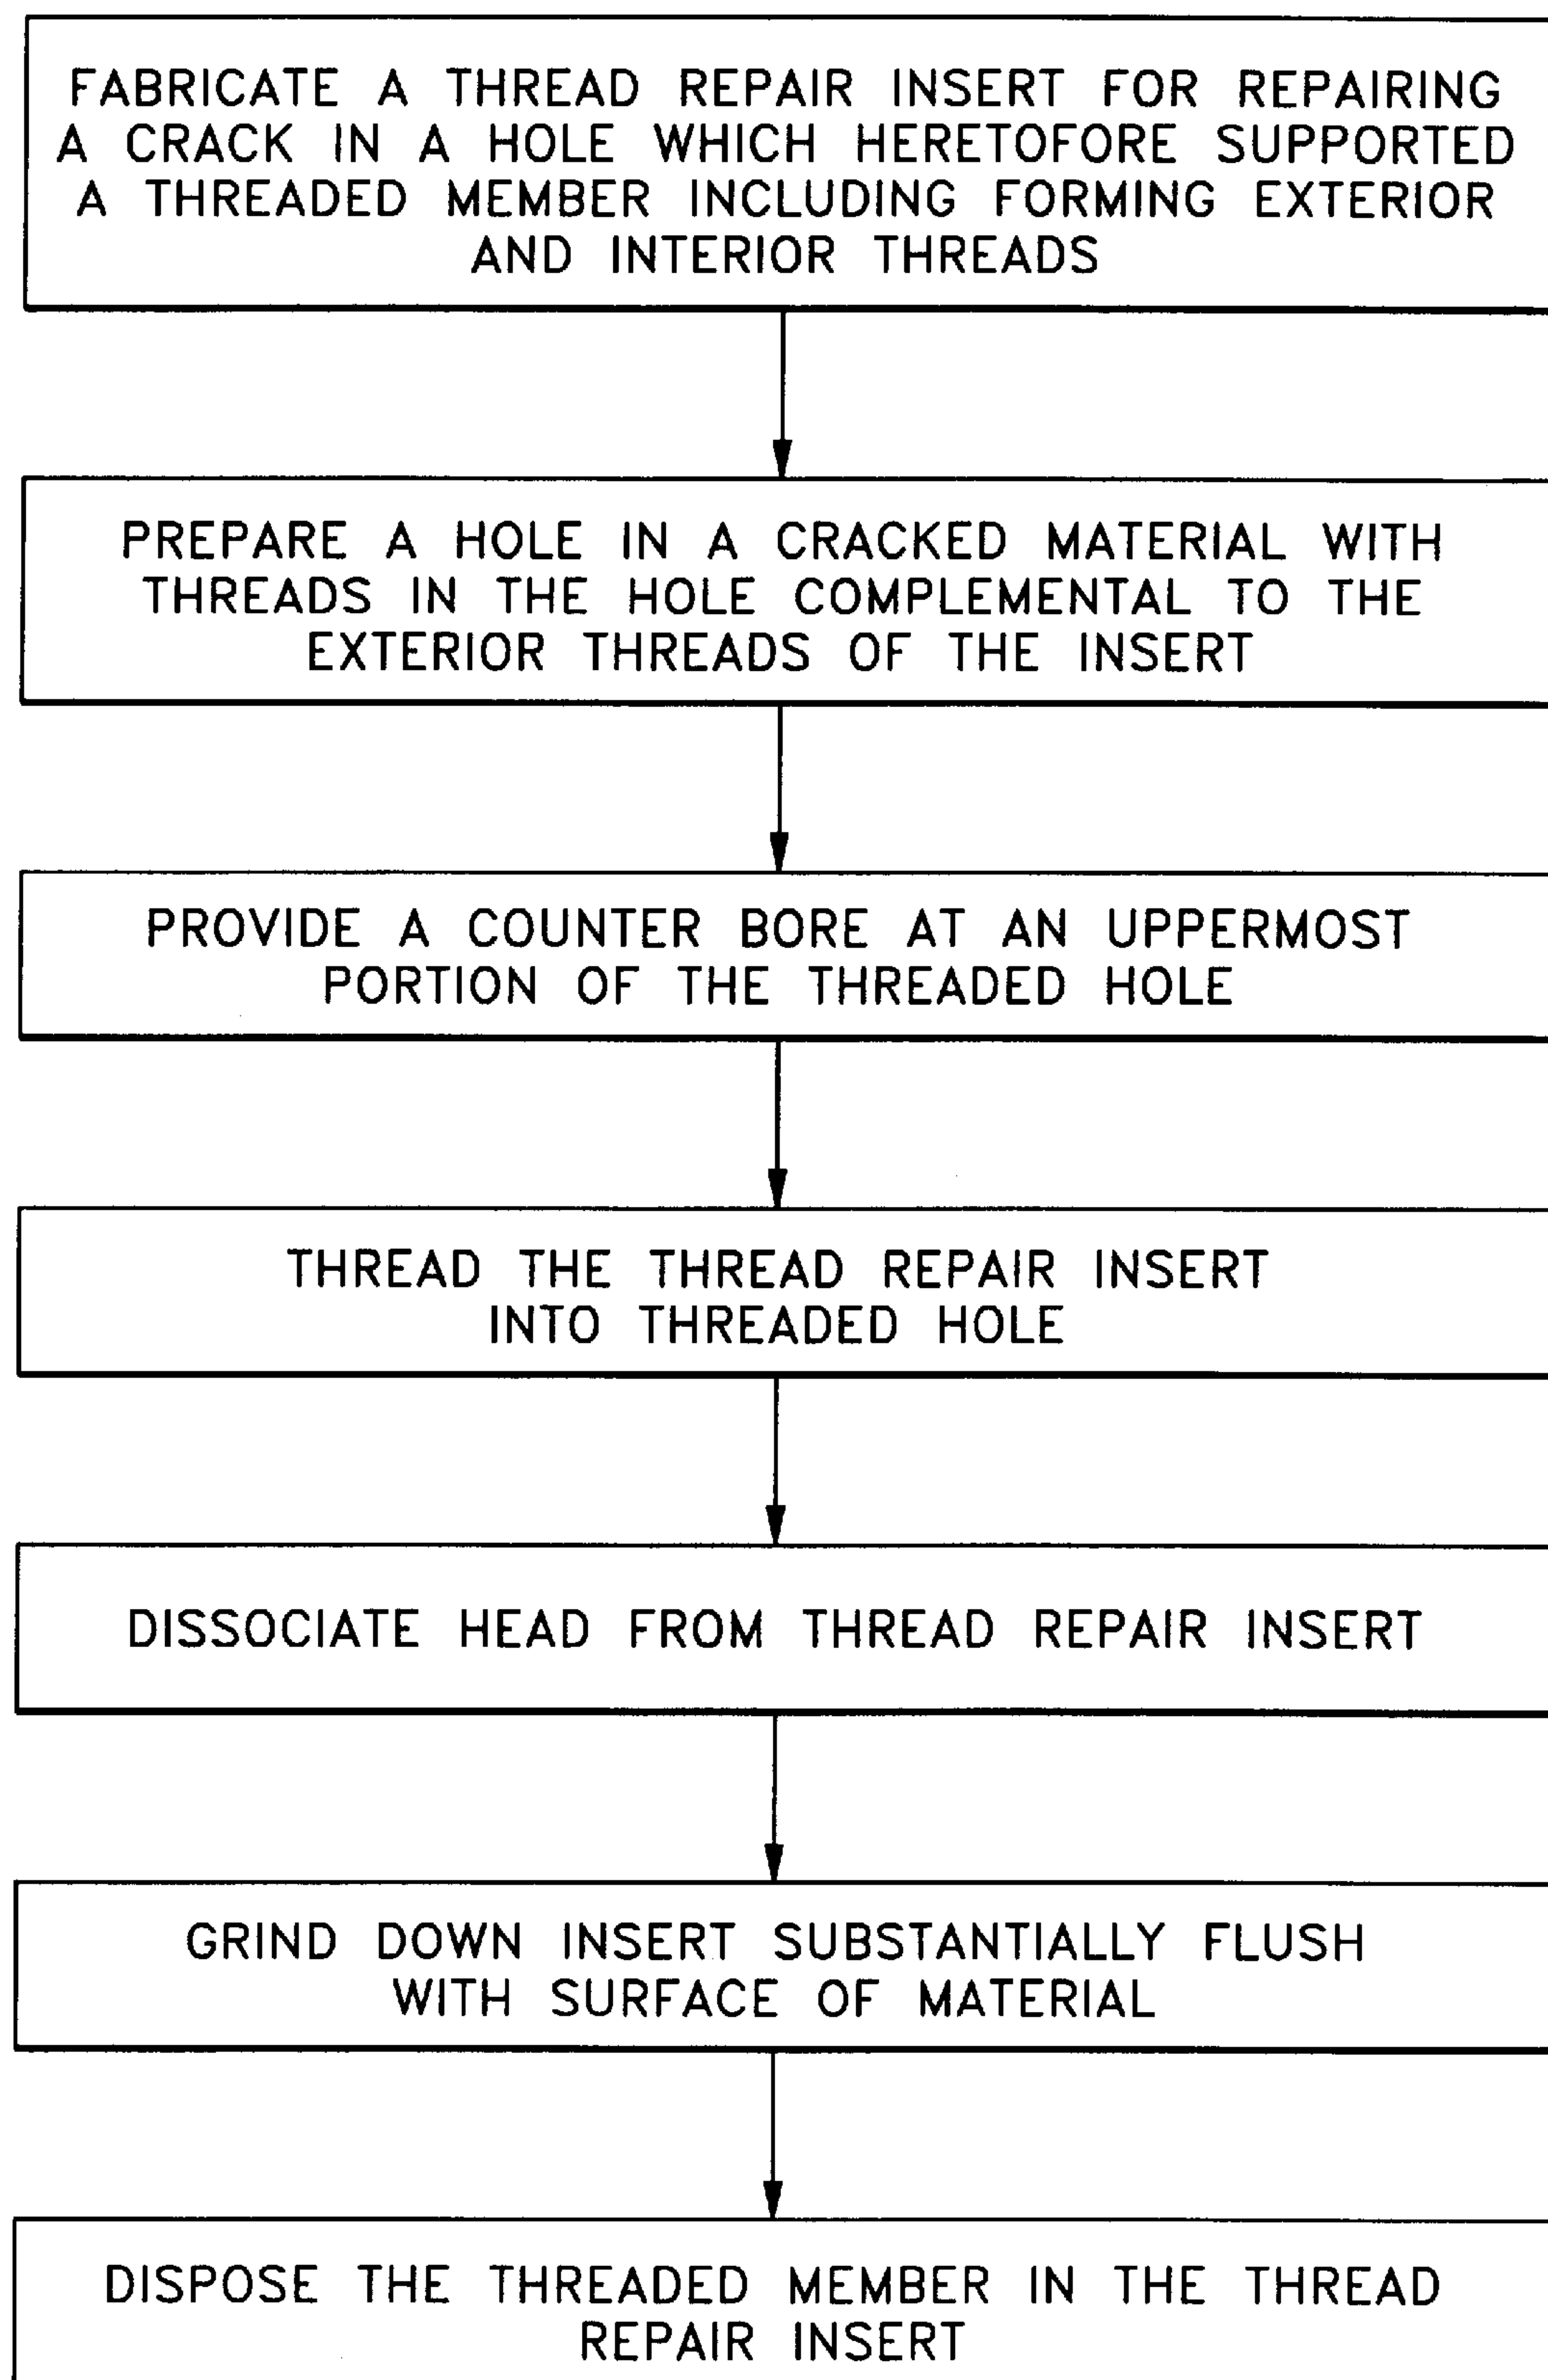 FABRICATE A THREAD REPAIR INSERT FOR REPAIRING
A CRACK IN A HOLE WHICH HERETOFORE SUPPORTED
A THREADED MEMBER INCLUDING FORMING EXTERIOR
AND INTERIOR THREADS
PREPARE A HOLE IN A CRACKED MATERIAL WITH
THREADS IN THE HOLE COMPLEMENTAL TO THE
EXTERIOR THREADS OF THE INSERT
PROVIDE A COUNTER BORE AT AN UPPERMOST
PORTION OF THE THREADED HOLE
THREAD THE THREAD REPAIR INSERT
INTO THREADED HOLE
DISSOCIATE HEAD FROM THREAD REPAIR INSERT
GRIND DOWN INSERT SUBSTANTIALLY FLUSH
WITH SURFACE OF MATERIAL
DISPOSE THE THREADED MEMBER IN THE THREAD
REPAIR INSERT